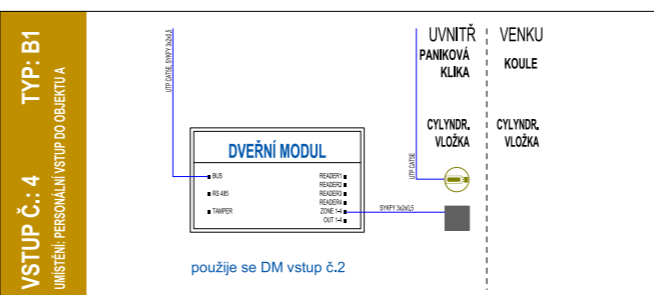 VSTUP Č.: 4 TYP: B1
UMÍSTĚNÍ: PERSONÁLNÍ VSTUP DO OBJEKTU A
UTP CAT5E, SYKFY 3x2x0,5
UVNITŘ
VENKU
PANIKOVÁ
KLIKA
KOULE
CYLYNDR.
VLOŽKA
CYLYNDR.
VLOŽKA
UTP CAT5E
DVEŘNÍ MODUL
BUS
RS 485
TAMPER
READER1
READER2
READER3
READER4
ZONE 1-4
OUT 1-4
SYKFY 3x2x0,5
použije se DM vstup č.2